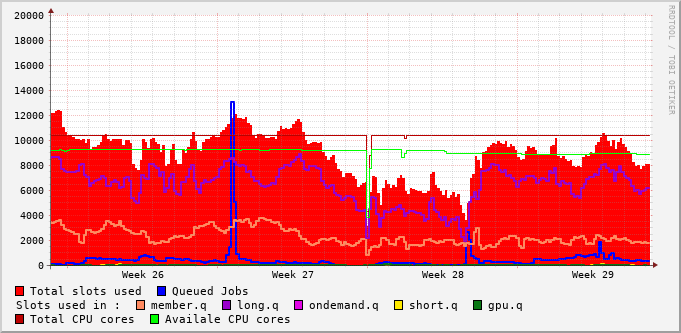 RRDTOOL / TOBI OETIKER
20000
18000
16000
14000
12000
10000
8000
6000
4000
2000
0
Week 26 Week 27 Week 28 Week 29
Total slots used Queued Jobs
Slots used in : member.q long.q ondemand.q short.q gpu.q
Total CPU cores Availale CPU cores